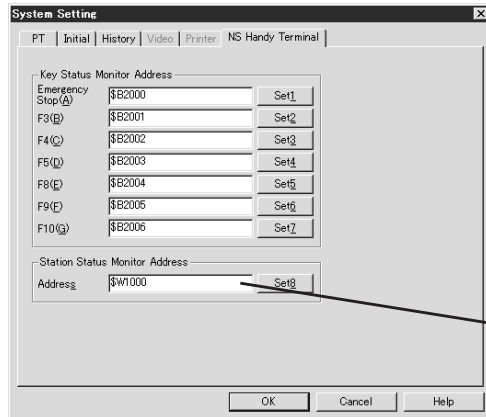 System Setting
PT Initial History Video Printer NS Handy Terminal
Key Status Monitor Address
Emergency
Stop(A) $B2000 Set1
F3(B) $B2001 Set2
F4(C) $B2002 Set3
F5(D) $B2003 Set4
F8(E) $B2004 Set5
F9(F) $B2005 Set6
F10(G) $B2006 Set7
Station Status Monitor Address
Address $W1000 Set8
OK Cancel Help